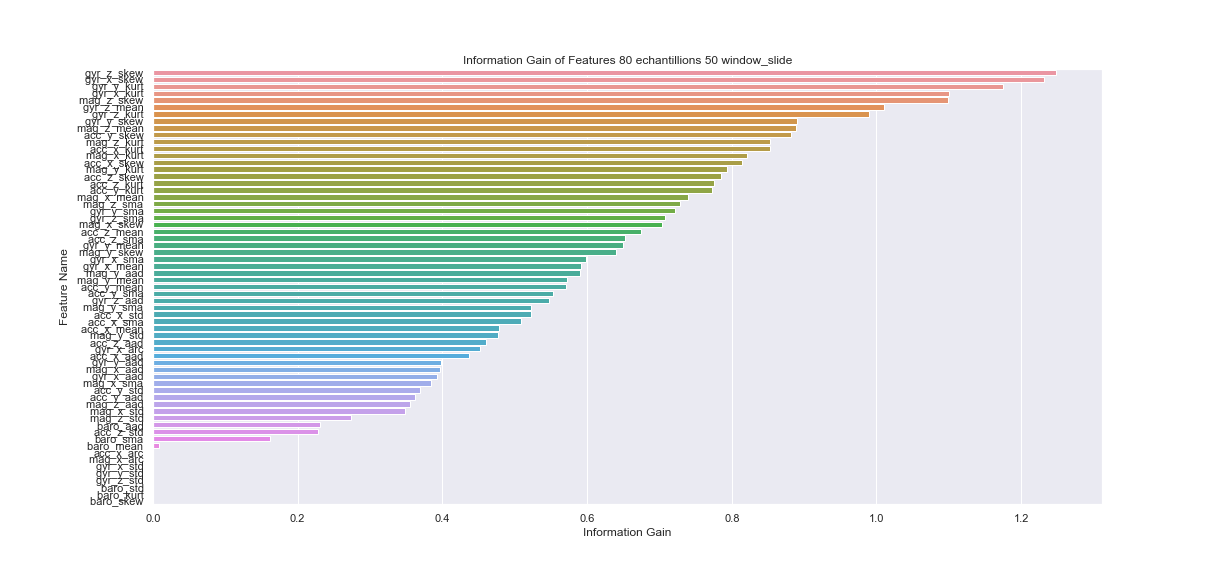 Information Gain of Features 80 echantillions 50 window_slide
gyr_z_skew
gyr_x_skew
gyr_y_kurt
gyr_x_kurt
mag_z_skew
gyr_z_mean
gyr_z_kurt
gyr_y_skew
mag_z_mean
acc_y_skew
mag_z_kurt
acc_x_kurt
mag_x_kurt
acc_x_skew
mag_y_kurt
acc_z_skew
acc_z_kurt
acc_y_kurt
mag_x_mean
mag_z_sma
gyr_y_sma
gyr_z_sma
mag_x_skew
acc_z_mean
acc_z_sma
gyr_y_mean
mag_y_skew
gyr_x_sma
gyr_x_mean
mag_y_aad
mag_y_mean
acc_y_mean
acc_y_sma
gyr_z_aad
mag_y_sma
acc_x_std
acc_x_sma
acc_x_mean
mag_y_std
acc_z_aad
gyr_x_arc
acc_x_aad
gyr_y_aad
mag_x_aad
gyr_x_aad
mag_x_sma
acc_y_std
acc_y_aad
mag_z_aad
mag_x_std
mag_z_std
baro_aad
acc_z_std
baro_sma
baro_mean
acc_x_arc
mag_x_arc
gyr_x_std
gyr_y_std
gyr_z_std
baro_std
baro_kurt
baro_skew
Feature Name
0.0 0.2 0.4 0.6 0.8 1.0 1.2
Information Gain